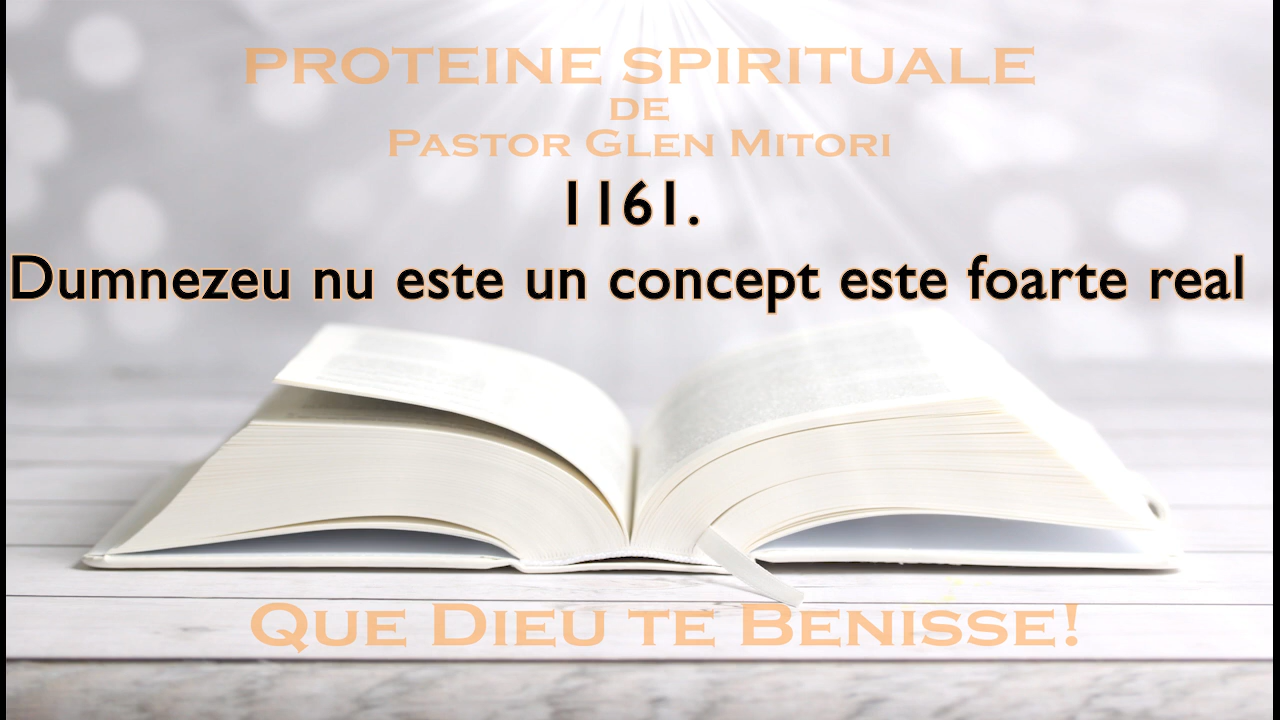 PROTEINE SPIRITUALE
DE
PASTOR GLEN MITORI
1161.
Dumnezeu nu este un concept este foarte real
QUE DIEU TE BENISSE!